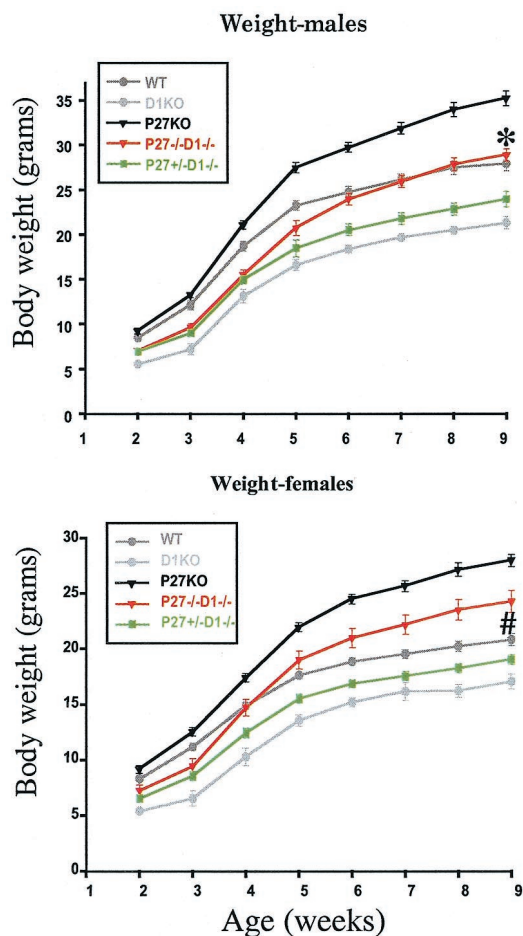 Weight-males
WT
D1KO
P27KO
P27-/-D1-/-
P27+/-D1-/-
Body weight (grams)
35
30
25
20
15
10
5
0
*
1 2 3 4 5 6 7 8 9
Weight-females
WT
D1KO
P27KO
P27-/-D1-/-
P27+/-D1-/-
Body weight (grams)
30
25
20
15
10
5
0
#
1 2 3 4 5 6 7 8 9
Age (weeks)